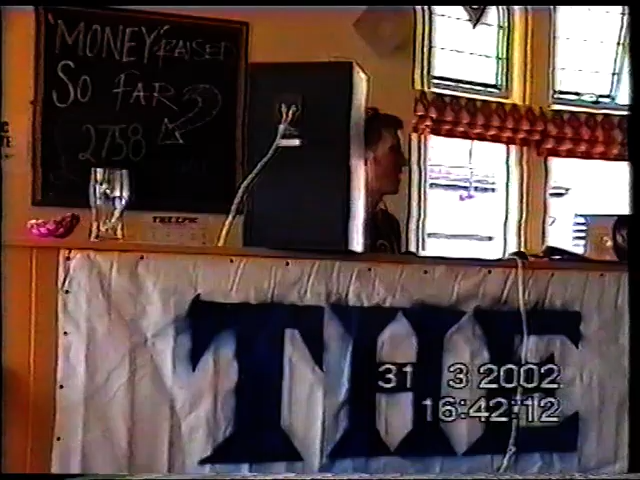 'MONEY' RAISED
SO FAR
£2758
THE
31 3 2002
16:42:12